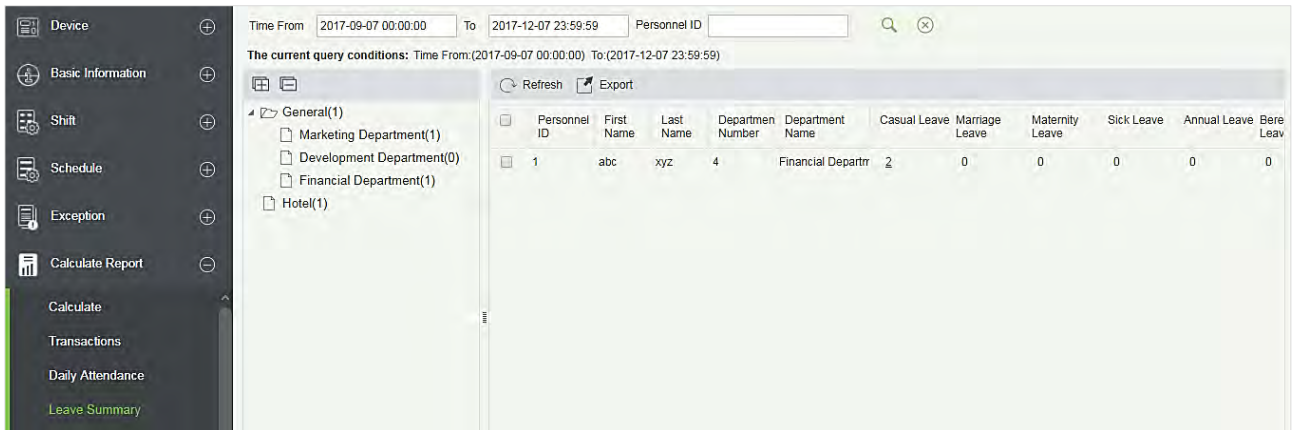 Device
Basic Information
Shift
Schedule
Exception
Calculate Report
Calculate
Transactions
Daily Attendance
Leave Summary
Time From 2017-09-07 00:00:00 To 2017-12-07 23:59:59 Personnel ID
The current query conditions: Time From:(2017-09-07 00:00:00) To:(2017-12-07 23:59:59)
General(1)
Marketing Department(1)
Development Department(0)
Financial Department(1)
Hotel(1)
Refresh Export
Personnel First Last Departmen Department Casual Leave Marriage Maternity Sick Leave Annual Leave Bere
ID Name Name Number Name Leave Leave Leav
1 abc xyz 4 Financial Departm 2 0 0 0 0 0